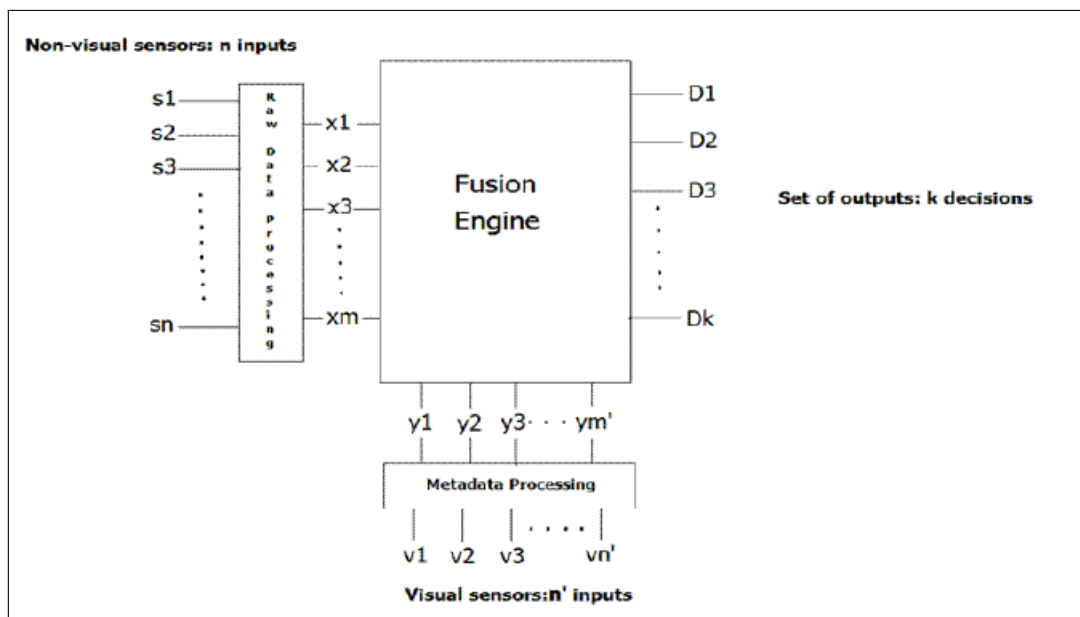 Non-visual sensors: n inputs
s1
s2
s3
sn
Raw Data Processing
x1
x2
x3
xm
Fusion
Engine
D1
D2
D3
Dk
Set of outputs: k decisions
y1 y2 y3 ym'
Metadata Processing
v1 v2 v3 vn'
Visual sensors:n' inputs